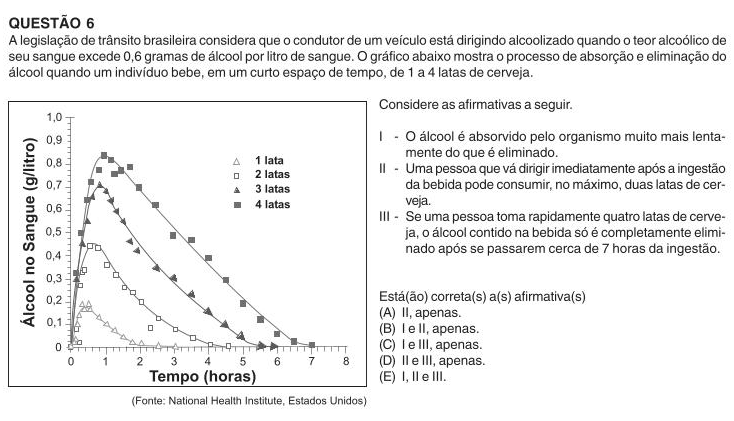 QUESTÃO 6
A legislação de trânsito brasileira considera que o condutor de um veículo está dirigindo alcoolizado quando o teor alcoólico de
seu sangue excede 0,6 gramas de álcool por litro de sangue. O gráfico abaixo mostra o processo de absorção e eliminação do
álcool quando um indivíduo bebe, em um curto espaço de tempo, de 1 a 4 latas de cerveja.
Álcool no Sangue (g/litro)
1,0
0,9
0,8
0,7
0,6
0,5
0,4
0,3
0,2
0,1
0
1 lata
2 latas
3 latas
4 latas
0 1 2 3 4 5 6 7 8
Tempo (horas)
(Fonte: National Health Institute, Estados Unidos)
Considere as afirmativas a seguir.
I - O álcool é absorvido pelo organismo muito mais lenta-
mente do que é eliminado.
II - Uma pessoa que vá dirigir imediatamente após a ingestão
da bebida pode consumir, no máximo, duas latas de cer-
veja.
III - Se uma pessoa toma rapidamente quatro latas de cerve-
ja, o álcool contido na bebida só é completamente elimi-
nado após se passarem cerca de 7 horas da ingestão.
Está(ão) correta(s) a(s) afirmativa(s)
(A) II, apenas.
(B) I e II, apenas.
(C) I e III, apenas.
(D) II e III, apenas.
(E) I, II e III.